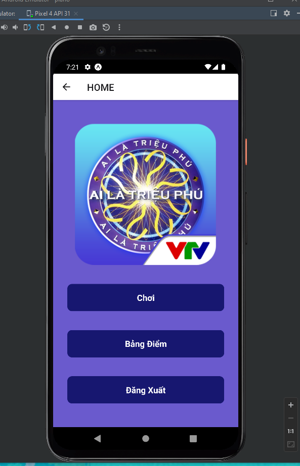 Pixel 4 API 31
7:21
HOME
AI LÀ TRIỆU PHÚ
AI LÀ TRIỆU PHÚ
AI LÀ TRIỆU PHÚ
VTV
Chơi
Bảng Điểm
Đăng Xuất
1:1